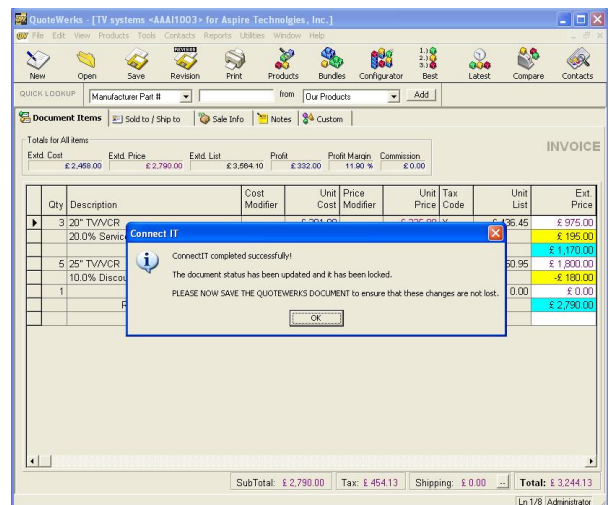 QuoteWerks - [TV systems <AAAI1003> for Aspire Technolgies, Inc.]
File Edit View Products Tools Contacts Reports Utilities Window Help
New Open Save Revision Print Products Bundles Configurator Best Latest Compare Contacts
QUICK LOOKUP Manufacturer Part # from Our Products Add
Document Items Sold to / Ship to Sale Info Notes Custom
Totals for All items
INVOICE
Extd. Cost Extd. Price Extd. List Profit Profit Margin Commission
£ 2,458.00 £ 2,790.00 £ 3,564.10 £ 332.00 11.90 % £ 0.00
Cost Unit Price Unit Tax Unit Ext.
Qty Description Modifier Cost Modifier Price Code List Price
3 20" TV/VCR £ 975.00
20.0% Servic £ 195.00
£ 1,170.00
5 25" TV/VCR £ 1,800.00
10.0% Discou -£ 180.00
1 0.00 £ 0.00
£ 2,790.00
Connect IT
ConnectIT completed successfully!
The document status has been updated and it has been locked.
PLEASE NOW SAVE THE QUOTEWERKS DOCUMENT to ensure that these changes are not lost.
OK
SubTotal: £ 2,790.00 Tax: £ 454.13 Shipping: £ 0.00 ... Total: £ 3,244.13
Ln 1/8 Administrator